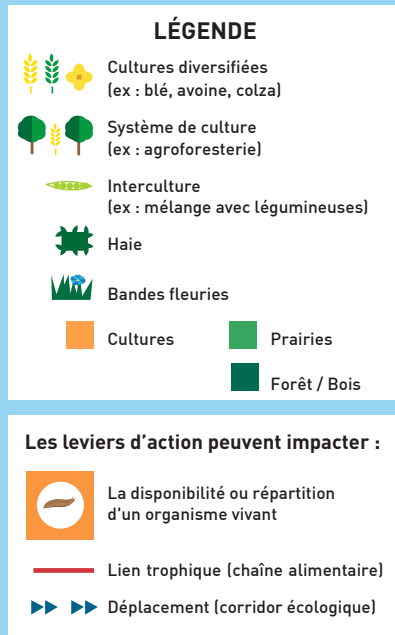 LÉGENDE
Cultures diversifiées
(ex : blé, avoine, colza)
Système de culture
(ex : agroforesterie)
Interculture
(ex : mélange avec légumineuses)
Haie
Bandes fleuries
Cultures
Prairies
Forêt / Bois
Les leviers d'action peuvent impacter :
La disponibilité ou répartition
d'un organisme vivant
Lien trophique (chaîne alimentaire)
Déplacement (corridor écologique)